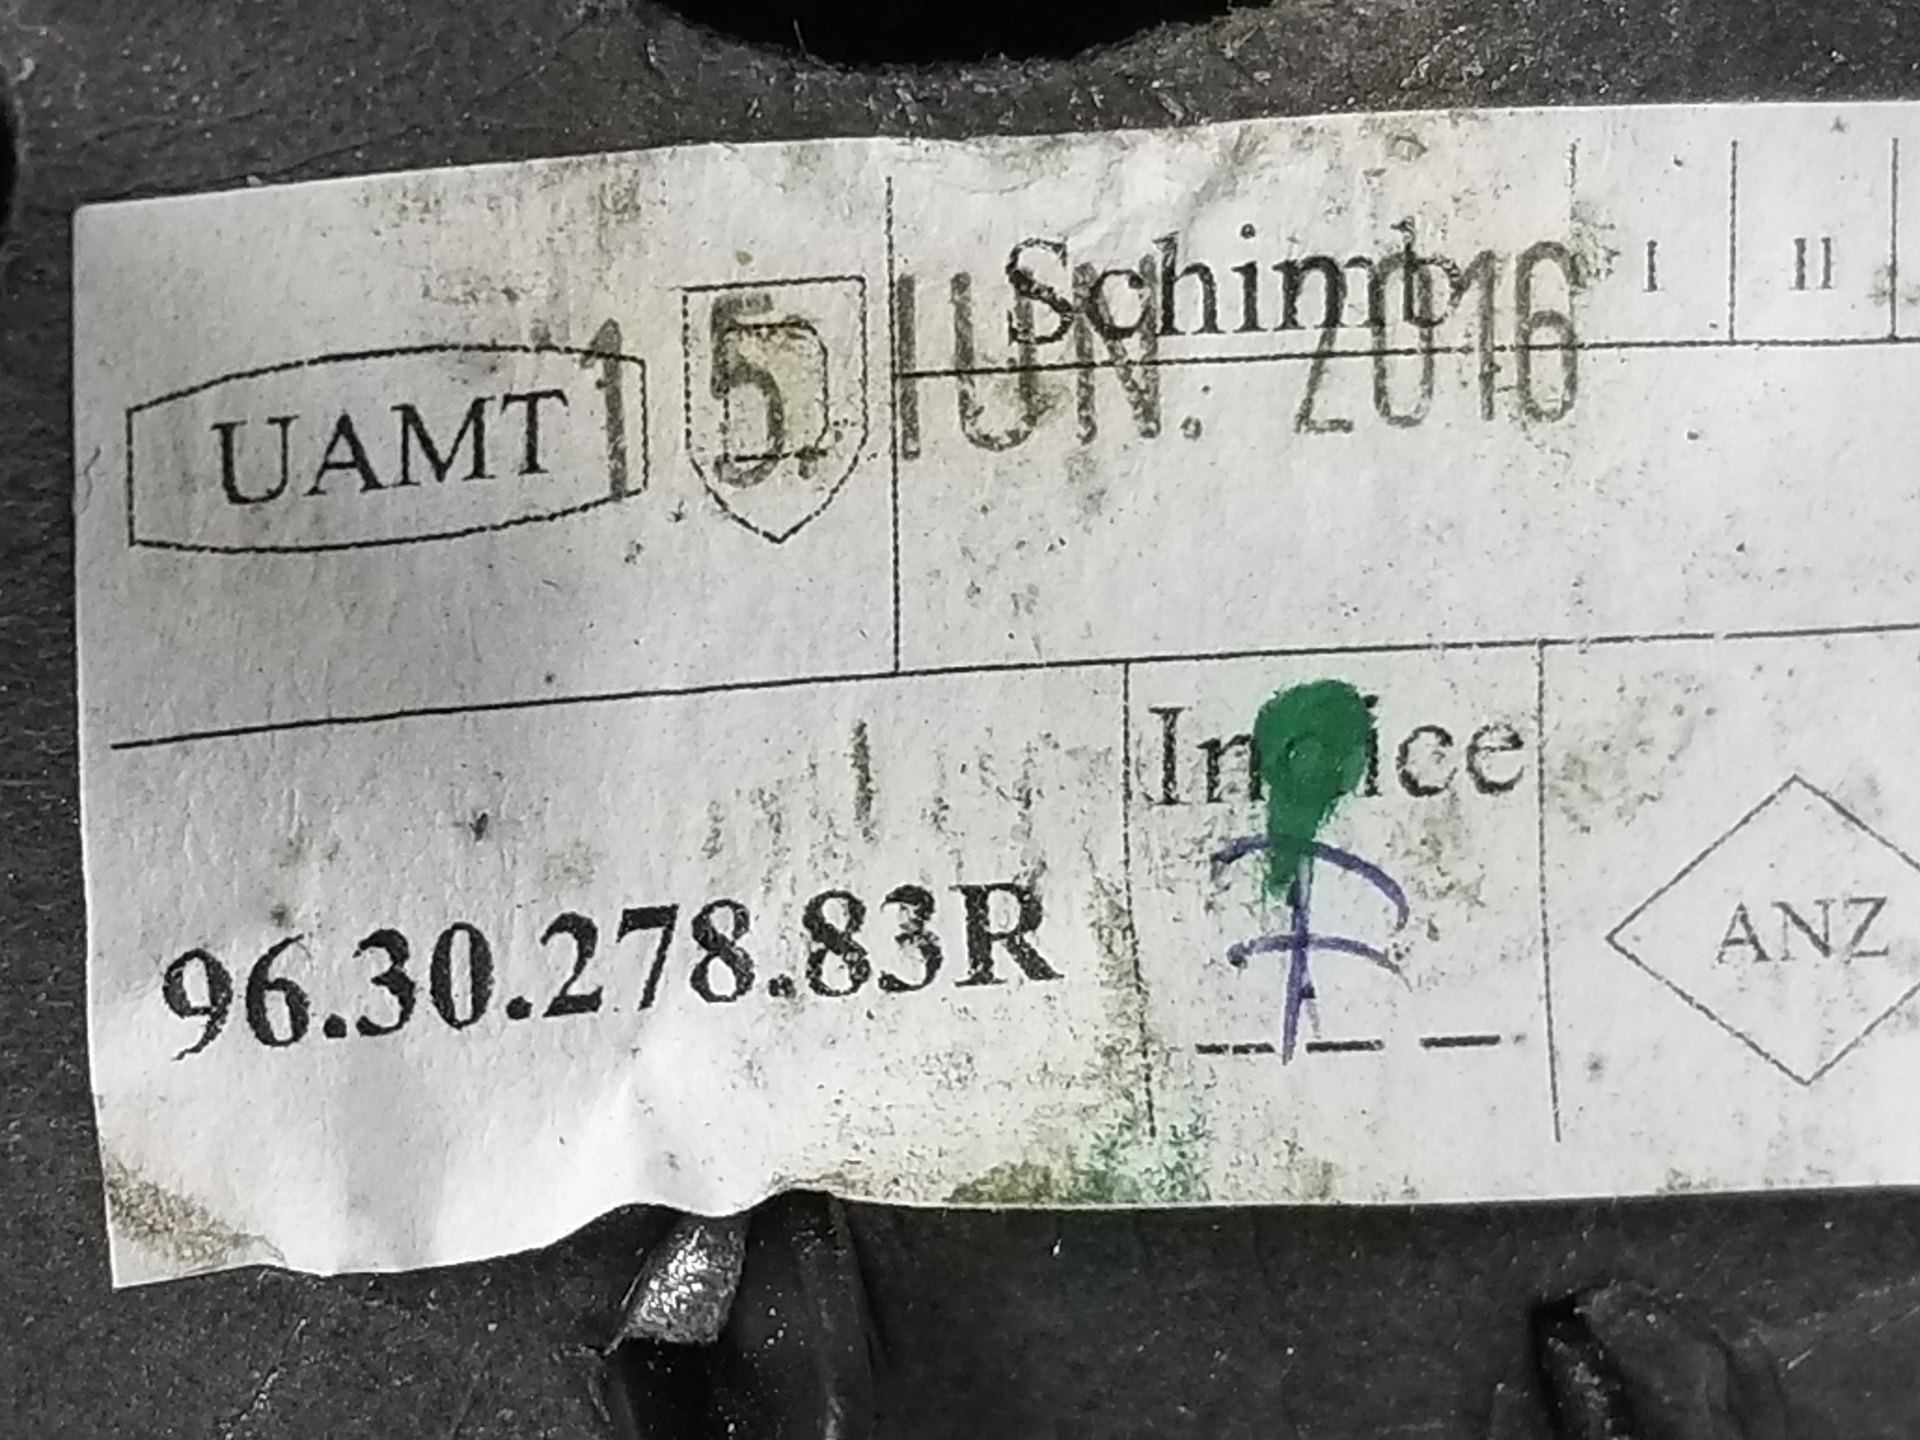 Schimb I II
UAMT 15. IUN. 2016
Indice
F
96.30.278.83R
ANZ